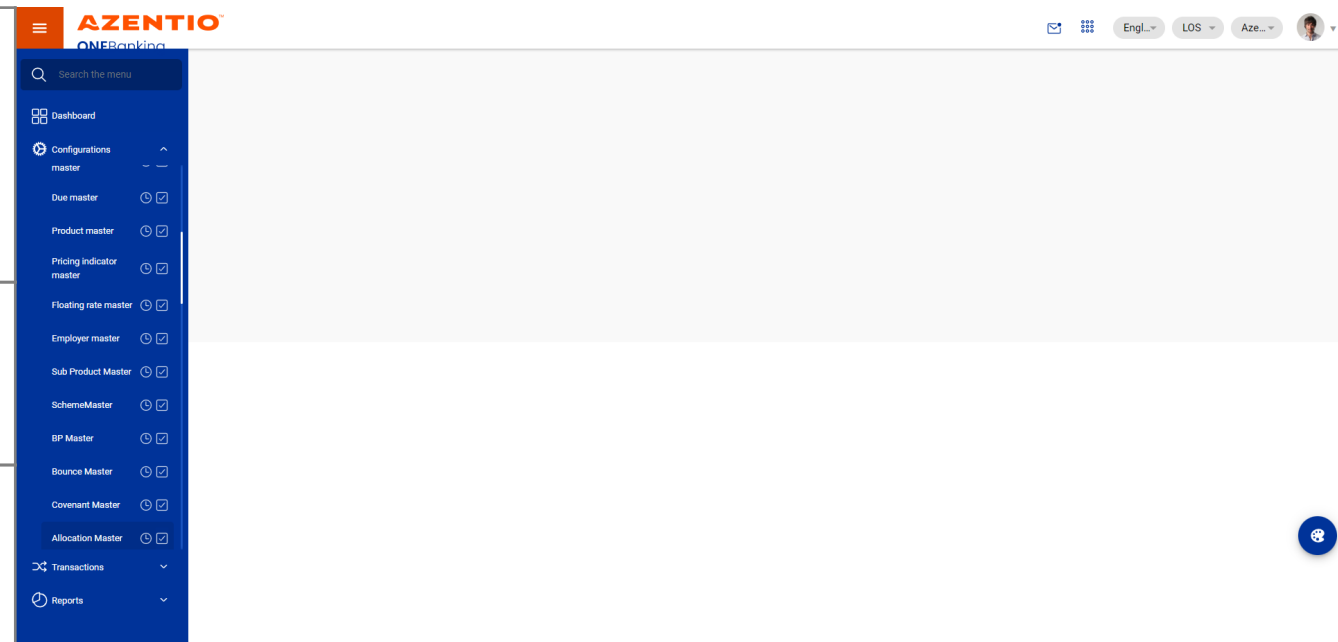 AZENTIO™
ONEBanking
Engl...
LOS
Aze...
Search the menu
Dashboard
Configurations
master
Due master
Product master
Pricing indicator
master
Floating rate master
Employer master
Sub Product Master
SchemeMaster
BP Master
Bounce Master
Covenant Master
Allocation Master
Transactions
Reports